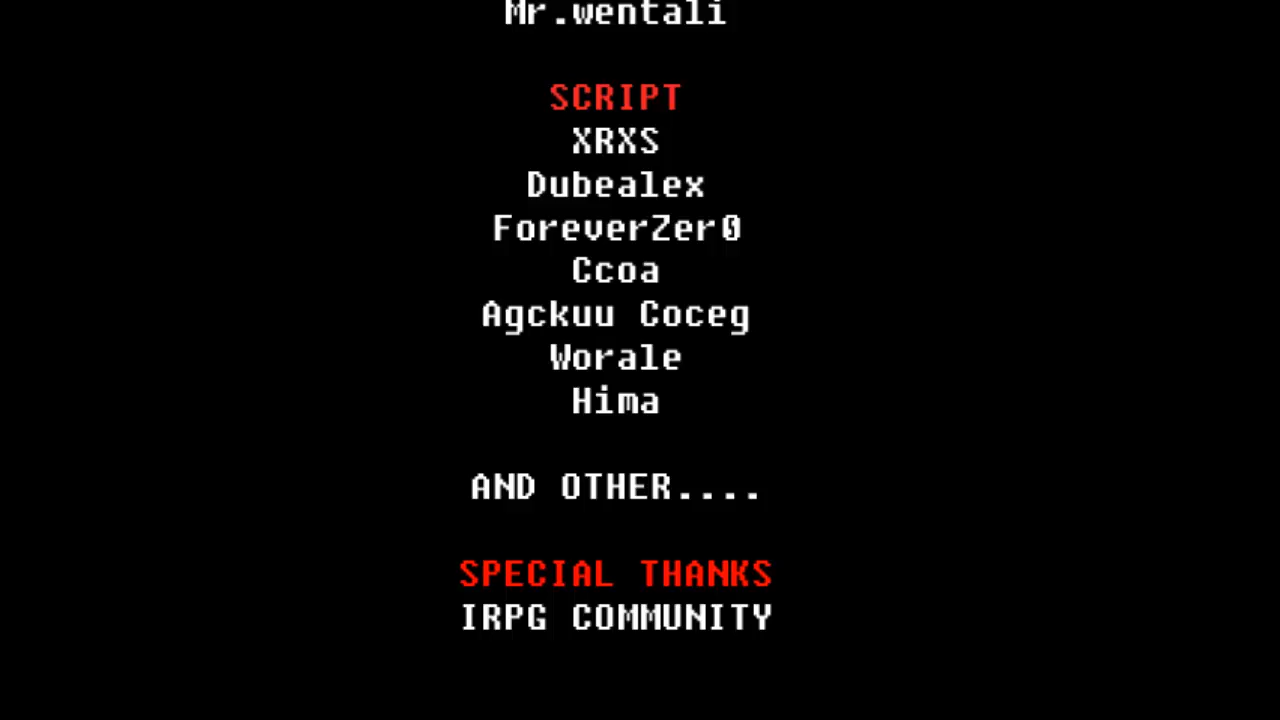 Mr.wentali
SCRIPT
XRXS
Dubealex
ForeverZer0
Ccoa
Agckuu Coceg
Worale
Hima
AND OTHER....
SPECIAL THANKS
IRPG COMMUNITY